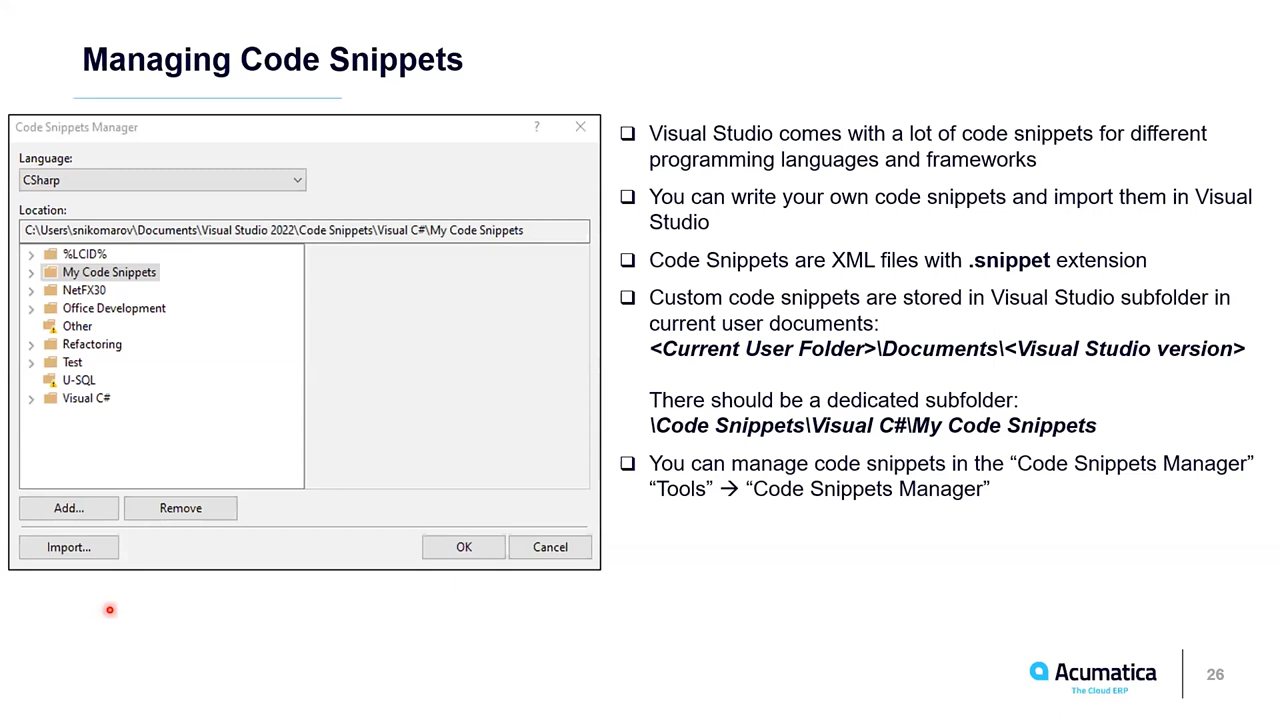 Managing Code Snippets
Code Snippets Manager
?
Language:
CSharp
Location:
C:\Users\snikomarov\Documents\Visual Studio 2022\Code Snippets\Visual C#\My Code Snippets
%LCID%
My Code Snippets
NetFX30
Office Development
Other
Refactoring
Test
U-SQL
Visual C#
Add...
Remove
Import...
OK
Cancel
Visual Studio comes with a lot of code snippets for different
programming languages and frameworks
You can write your own code snippets and import them in Visual
Studio
Code Snippets are XML files with .snippet extension
Custom code snippets are stored in Visual Studio subfolder in
current user documents:
<Current User Folder>\Documents\<Visual Studio version>
There should be a dedicated subfolder:
\Code Snippets\Visual C#\My Code Snippets
You can manage code snippets in the “Code Snippets Manager”
“Tools” → “Code Snippets Manager”
Acumatica
The Cloud ERP
26